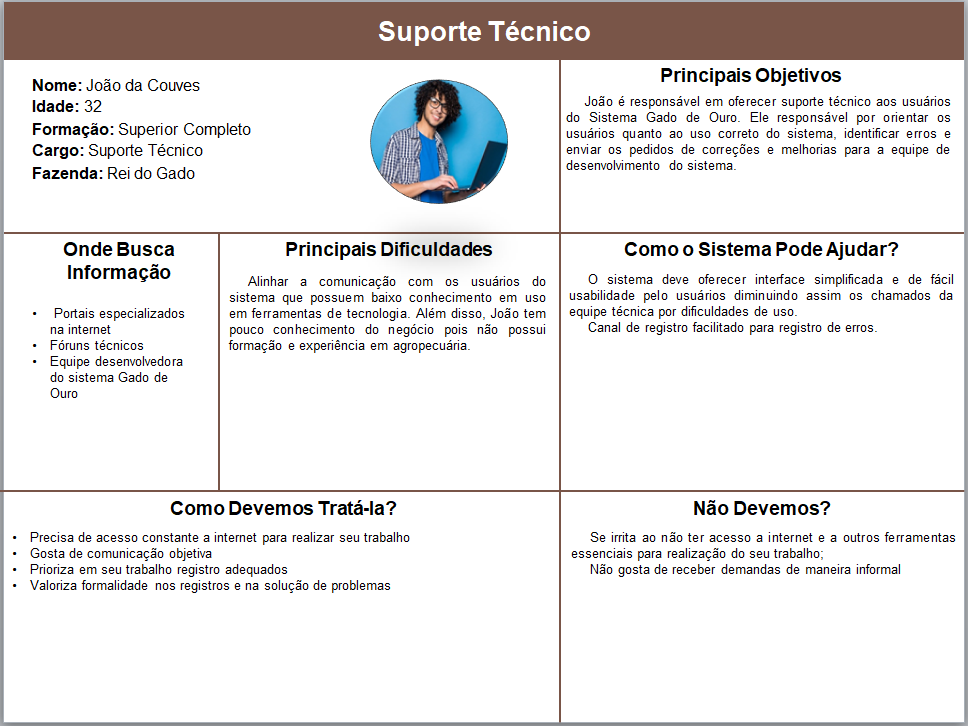 Suporte Técnico
Nome: João da Couves
Idade: 32
Formação: Superior Completo
Cargo: Suporte Técnico
Fazenda: Rei do Gado
Principais Objetivos
João é responsável em oferecer suporte técnico aos usuários
do Sistema Gado de Ouro. Ele responsável por orientar os
usuários quanto ao uso correto do sistema, identificar erros e
enviar os pedidos de correções e melhorias para a equipe de
desenvolvimento do sistema.
Onde Busca
Informação
• Portais especializados
na internet
• Fóruns técnicos
• Equipe desenvolvedora
do sistema Gado de
Ouro
Principais Dificuldades
Alinhar a comunicação com os usuários do
sistema que possuem baixo conhecimento em uso
em ferramentas de tecnologia. Além disso, João tem
pouco conhecimento do negócio pois não possui
formação e experiência em agropecuária.
Como o Sistema Pode Ajudar?
O sistema deve oferecer interface simplificada e de fácil
usabilidade pelo usuários diminuindo assim os chamados da
equipe técnica por dificuldades de uso.
Canal de registro facilitado para registro de erros.
Como Devemos Tratá-la?
• Precisa de acesso constante a internet para realizar seu trabalho
• Gosta de comunicação objetiva
• Prioriza em seu trabalho registro adequados
• Valoriza formalidade nos registros e na solução de problemas
Não Devemos?
Se irrita ao não ter acesso a internet e a outros ferramentas
essenciais para realização do seu trabalho;
Não gosta de receber demandas de maneira informal